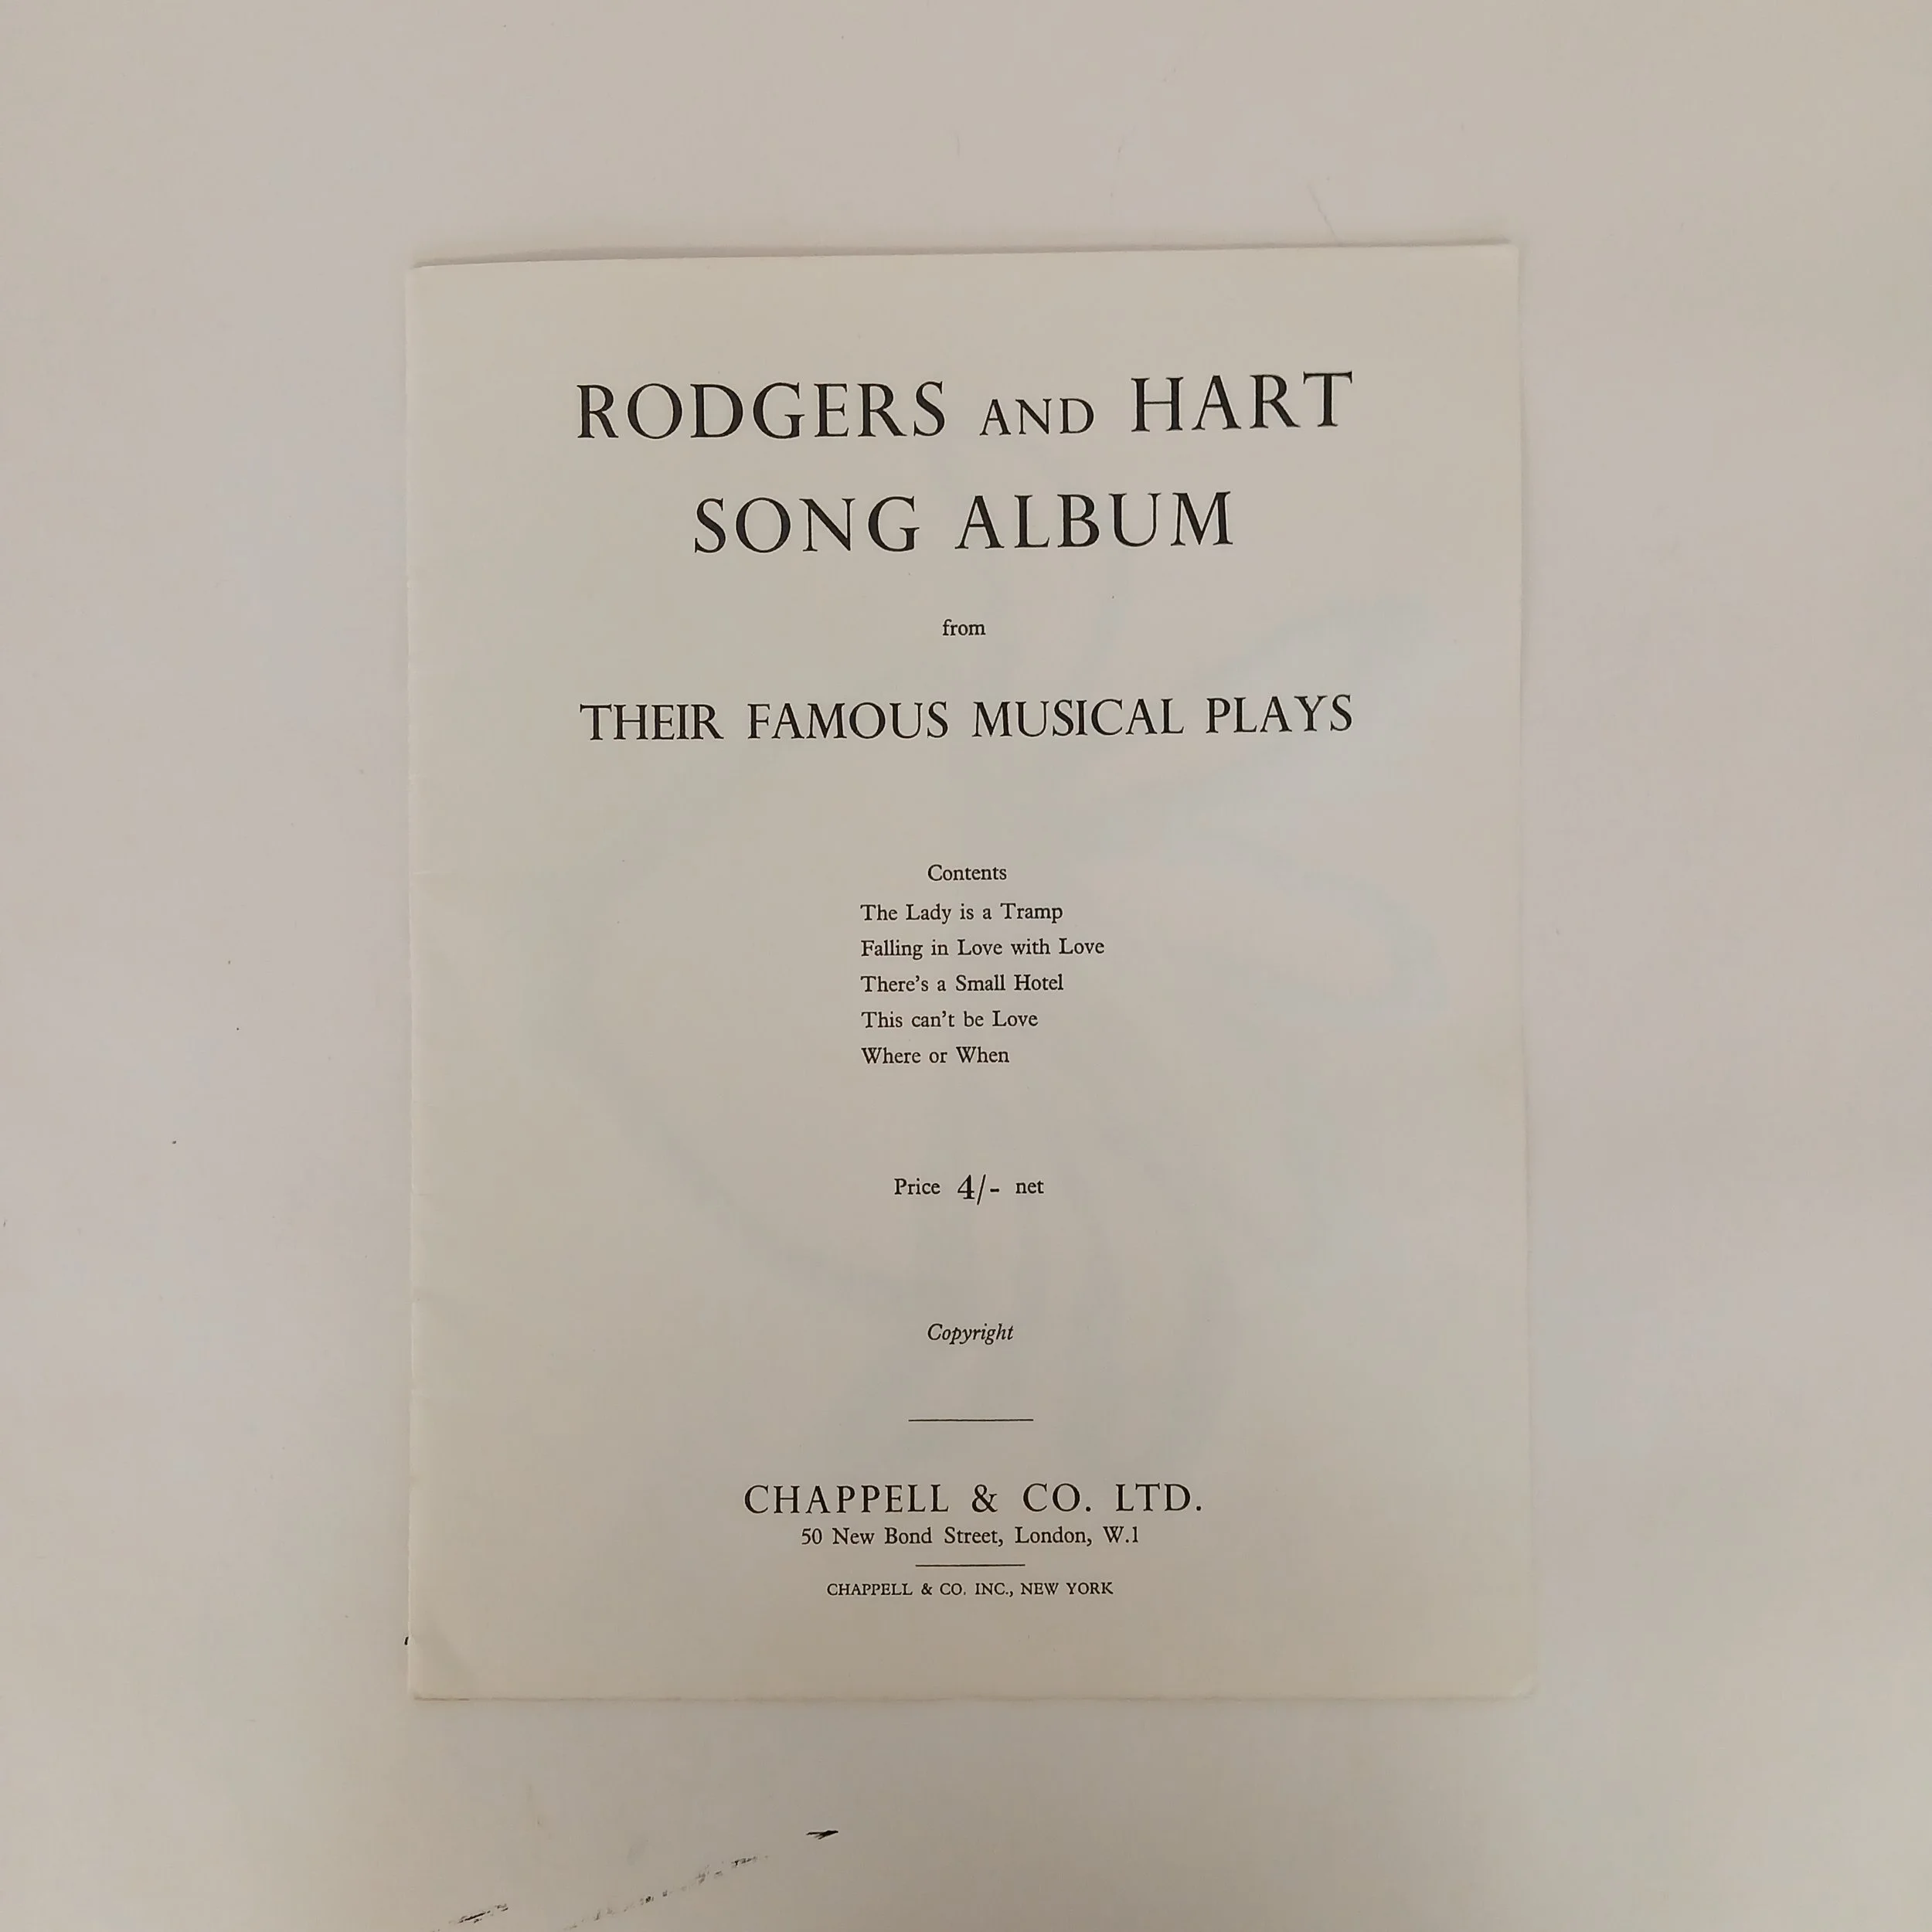 RODGERS AND HART
SONG ALBUM
from
THEIR FAMOUS MUSICAL PLAYS
Contents
The Lady is a Tramp
Falling in Love with Love
There's a Small Hotel
This can't be Love
Where or When
Price 4/- net
Copyright
CHAPPELL & CO. LTD.
50 New Bond Street, London, W.1
CHAPPELL & CO. INC., NEW YORK